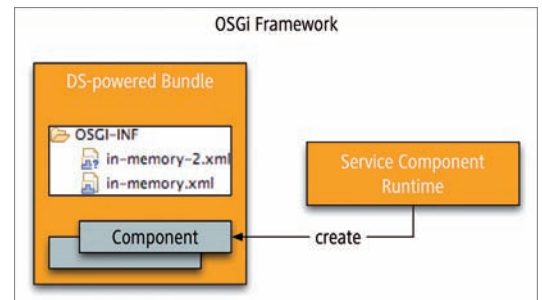 OSGi Framework
DS-powered Bundle
OSGI-INF
in-memory-2.xml
in-memory.xml
Service Component
Runtime
Component
create